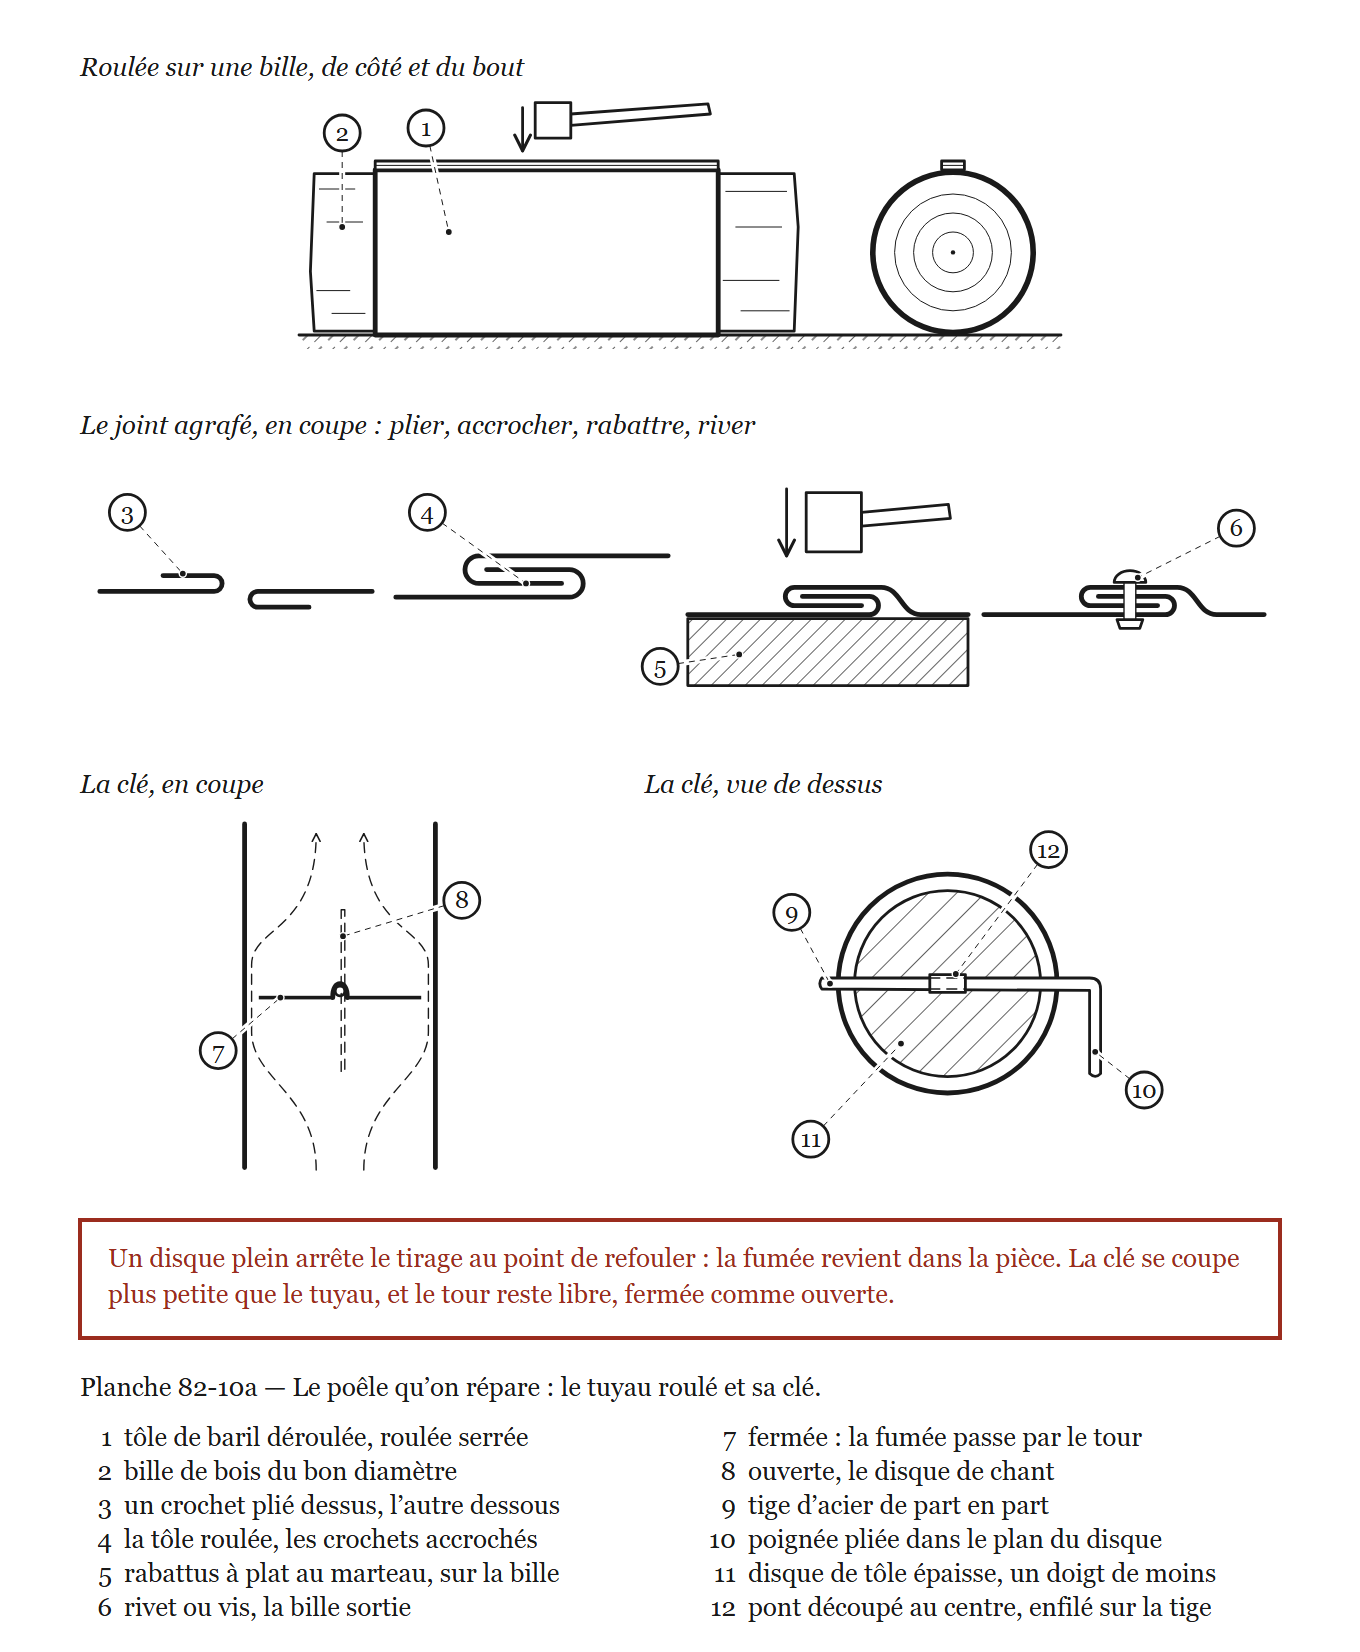 Roulée sur une bille, de côté et du bout
2
1
Le joint agrafé, en coupe : plier, accrocher, rabattre, river
3
4
5
6
La clé, en coupe
La clé, vue de dessus
7
8
9
12
11
10
Un disque plein arrête le tirage au point de refouler : la fumée revient dans la pièce. La clé se coupe
plus petite que le tuyau, et le tour reste libre, fermée comme ouverte.
Planche 82-10a — Le poêle qu’on répare : le tuyau roulé et sa clé.
1 tôle de baril déroulée, roulée serrée
2 bille de bois du bon diamètre
3 un crochet plié dessus, l’autre dessous
4 la tôle roulée, les crochets accrochés
5 rabattus à plat au marteau, sur la bille
6 rivet ou vis, la bille sortie
7 fermée : la fumée passe par le tour
8 ouverte, le disque de chant
9 tige d’acier de part en part
10 poignée pliée dans le plan du disque
11 disque de tôle épaisse, un doigt de moins
12 pont découpé au centre, enfilé sur la tige